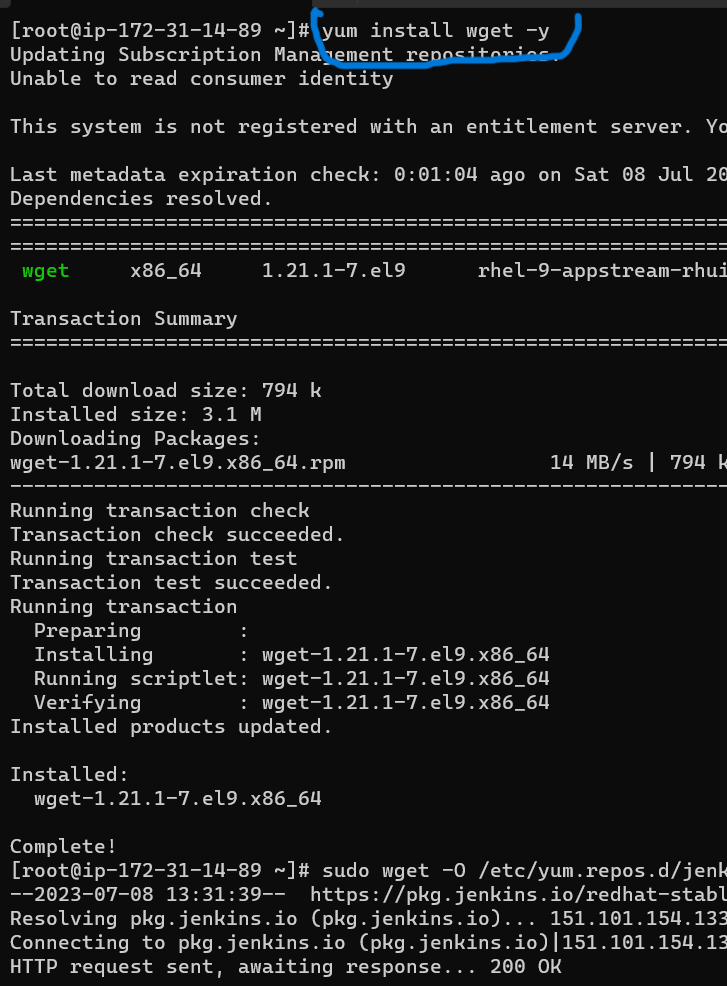 [root@ip-172-31-14-89 ~]# yum install wget -y
Updating Subscription Management repositories.
Unable to read consumer identity
This system is not registered with an entitlement server. Yo
Last metadata expiration check: 0:01:04 ago on Sat 08 Jul 20
Dependencies resolved.
============================================================
============================================================
wget x86_64 1.21.1-7.el9 rhel-9-appstream-rhui
Transaction Summary
============================================================
Total download size: 794 k
Installed size: 3.1 M
Downloading Packages:
wget-1.21.1-7.el9.x86_64.rpm 14 MB/s | 794 k
------------------------------------------------------------
Running transaction check
Transaction check succeeded.
Running transaction test
Transaction test succeeded.
Running transaction
Preparing :
Installing : wget-1.21.1-7.el9.x86_64
Running scriptlet: wget-1.21.1-7.el9.x86_64
Verifying : wget-1.21.1-7.el9.x86_64
Installed products updated.
Installed:
wget-1.21.1-7.el9.x86_64
Complete!
[root@ip-172-31-14-89 ~]# sudo wget -O /etc/yum.repos.d/jenk
--2023-07-08 13:31:39-- https://pkg.jenkins.io/redhat-stabl
Resolving pkg.jenkins.io (pkg.jenkins.io)... 151.101.154.133
Connecting to pkg.jenkins.io (pkg.jenkins.io)|151.101.154.13
HTTP request sent, awaiting response... 200 OK